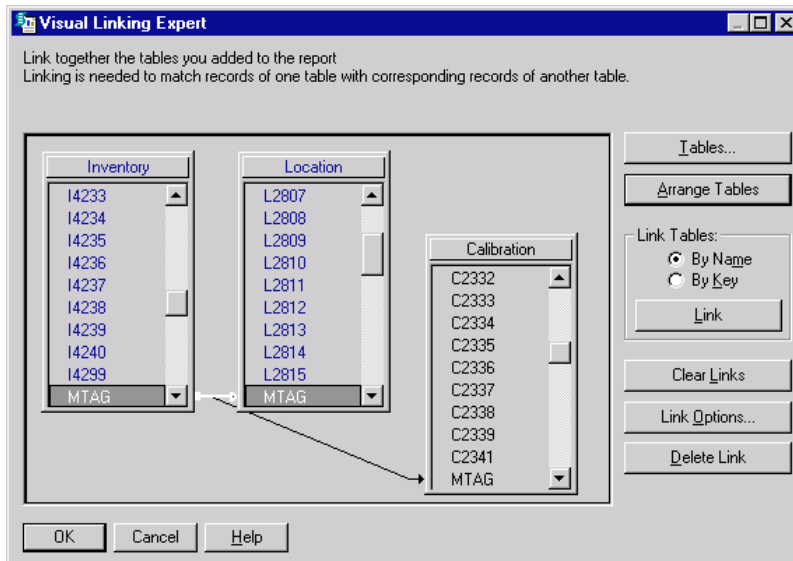 Visual Linking Expert
Link together the tables you added to the report
Linking is needed to match records of one table with corresponding records of another table.
Inventory
I4233
I4234
I4235
I4236
I4237
I4238
I4239
I4240
I4299
MTAG
Location
L2807
L2808
L2809
L2810
L2811
L2812
L2813
L2814
L2815
MTAG
Calibration
C2332
C2333
C2334
C2335
C2336
C2337
C2338
C2339
C2341
MTAG
Tables...
Arrange Tables
Link Tables:
By Name
By Key
Link
Clear Links
Link Options...
Delete Link
OK
Cancel
Help